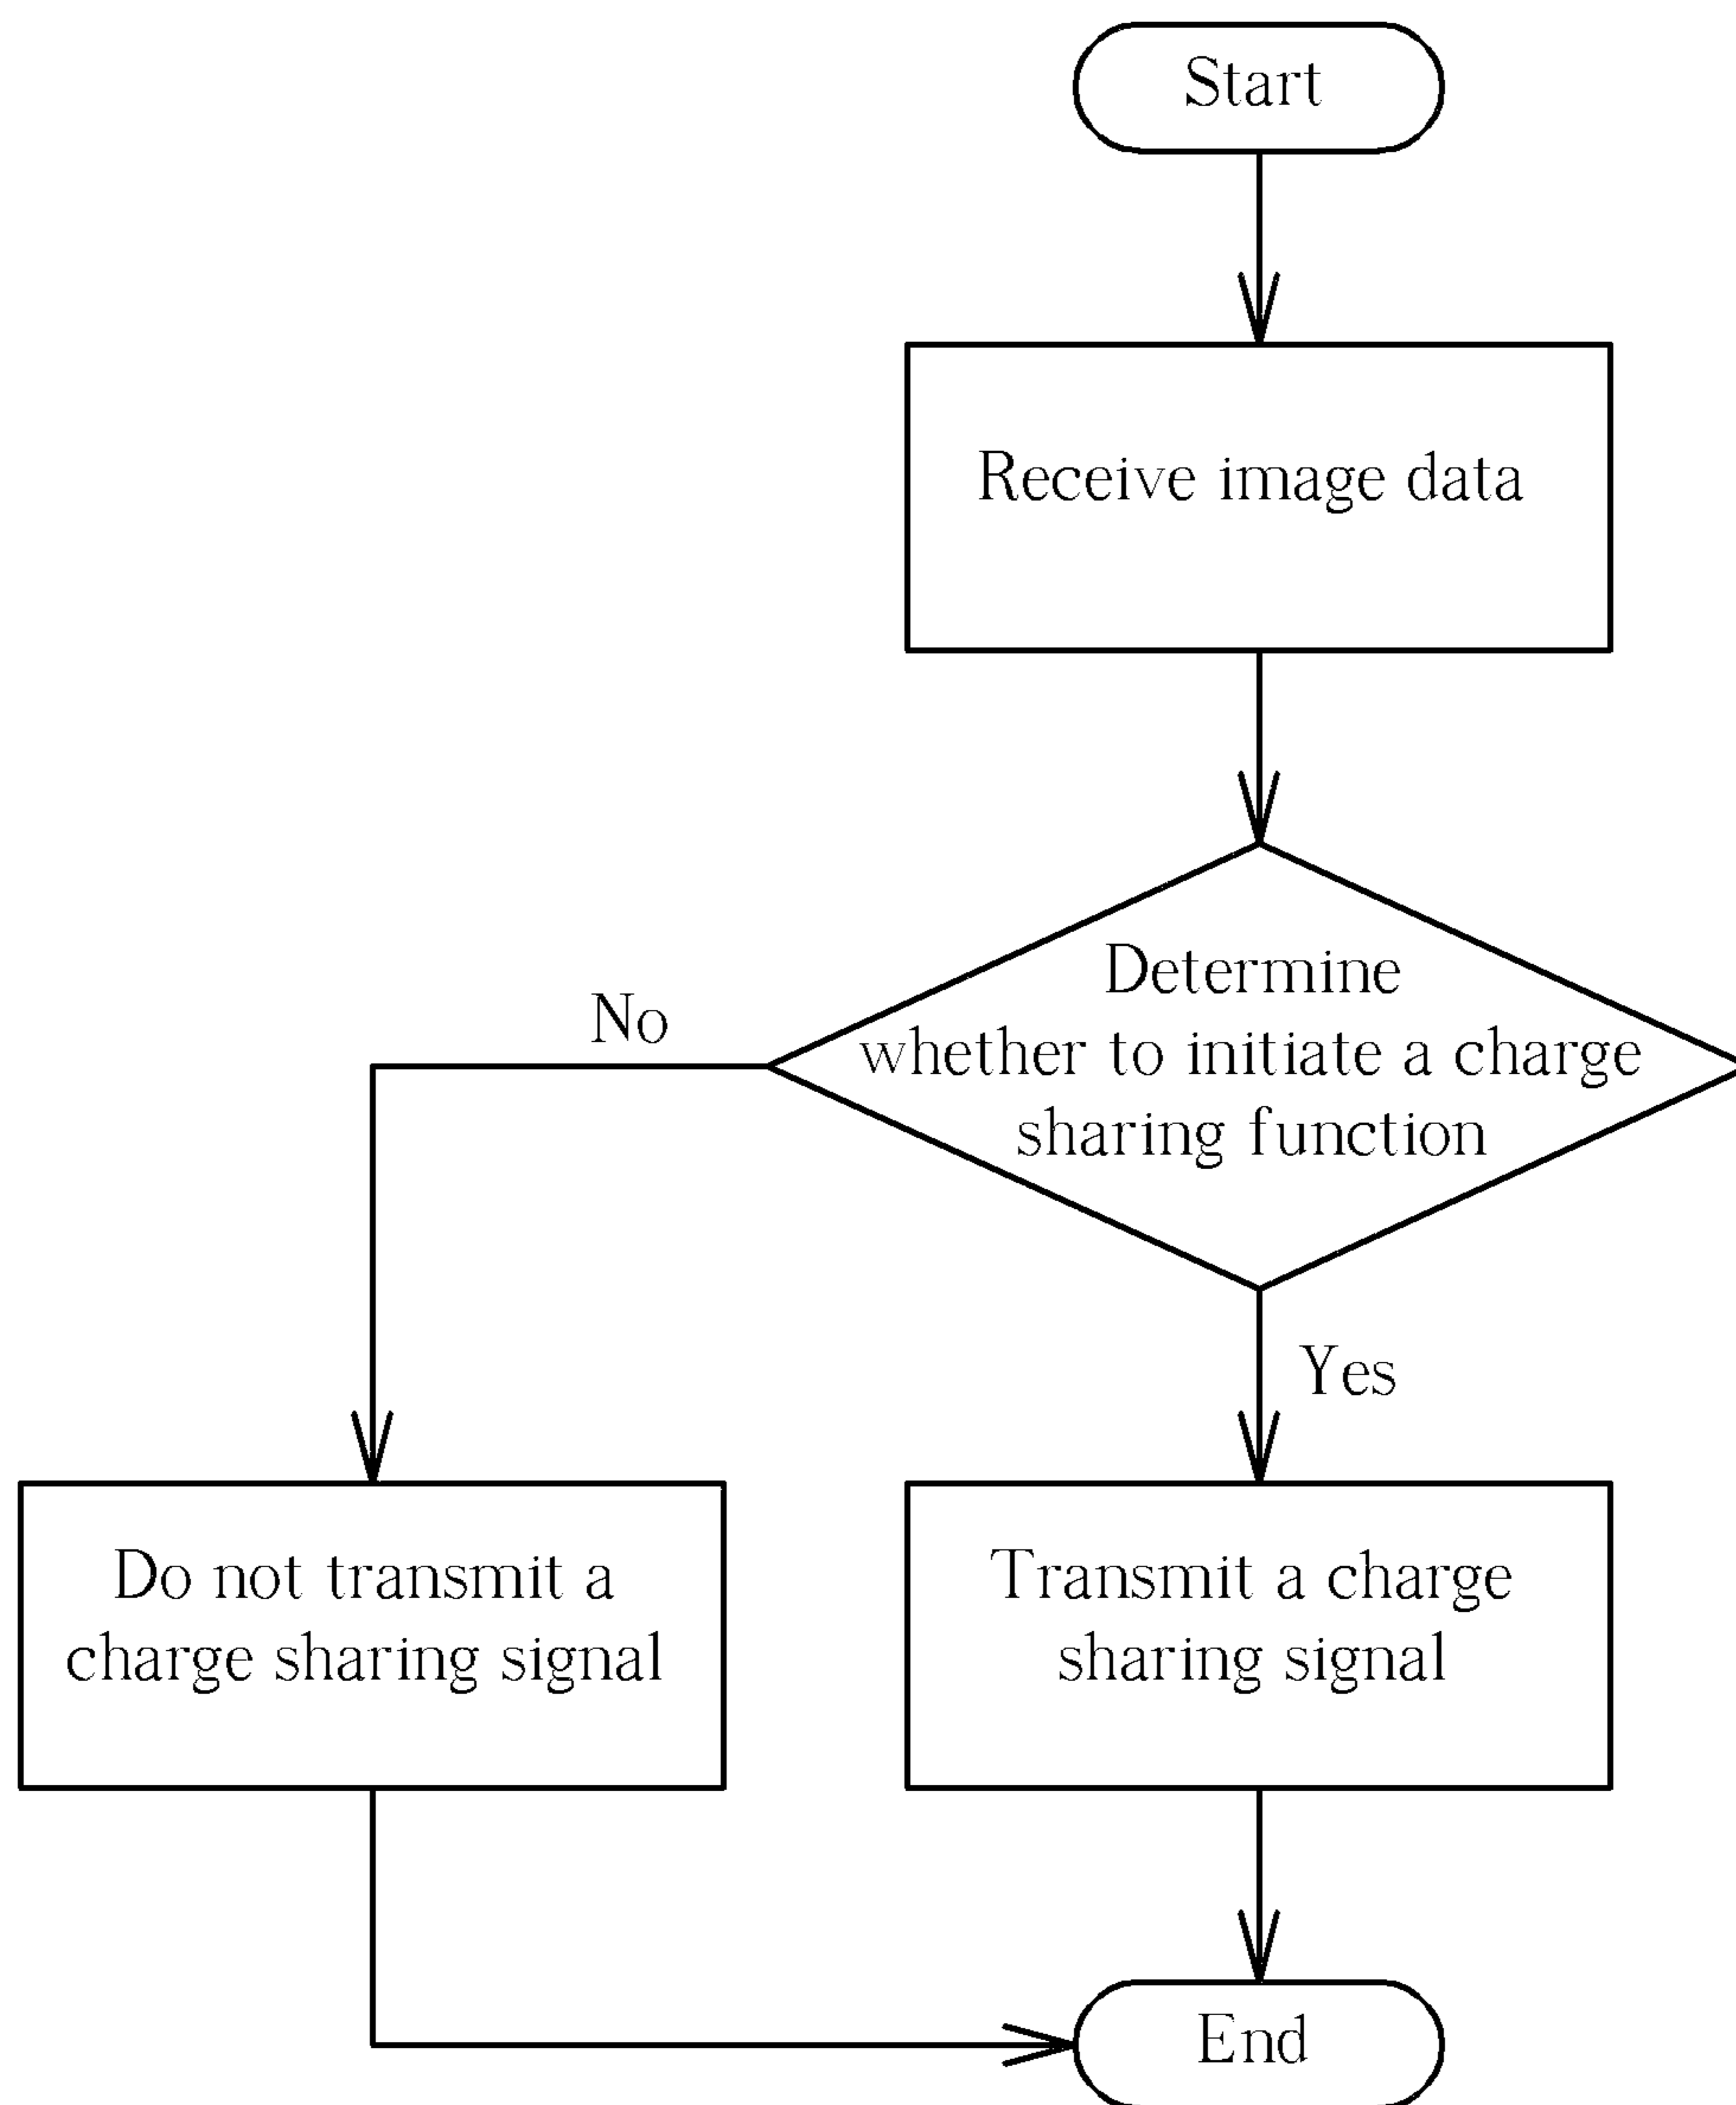 Start
Receive image data
Determine
whether to initiate a charge
sharing function
No
Yes
Do not transmit a
charge sharing signal
Transmit a charge
sharing signal
End